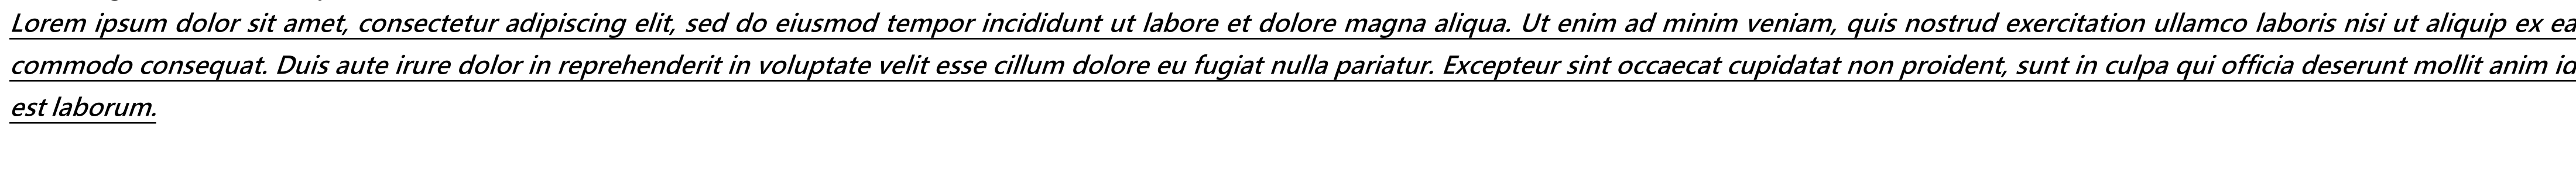 Lorem ipsum dolor sit amet, consectetur adipiscing elit, sed do eiusmod tempor incididunt ut labore et dolore magna aliqua. Ut enim ad minim veniam, quis nostrud exercitation ullamco laboris nisi ut aliquip ex ea
commodo consequat. Duis aute irure dolor in reprehenderit in voluptate velit esse cillum dolore eu fugiat nulla pariatur. Excepteur sint occaecat cupidatat non proident, sunt in culpa qui officia deserunt mollit anim id
est laborum.